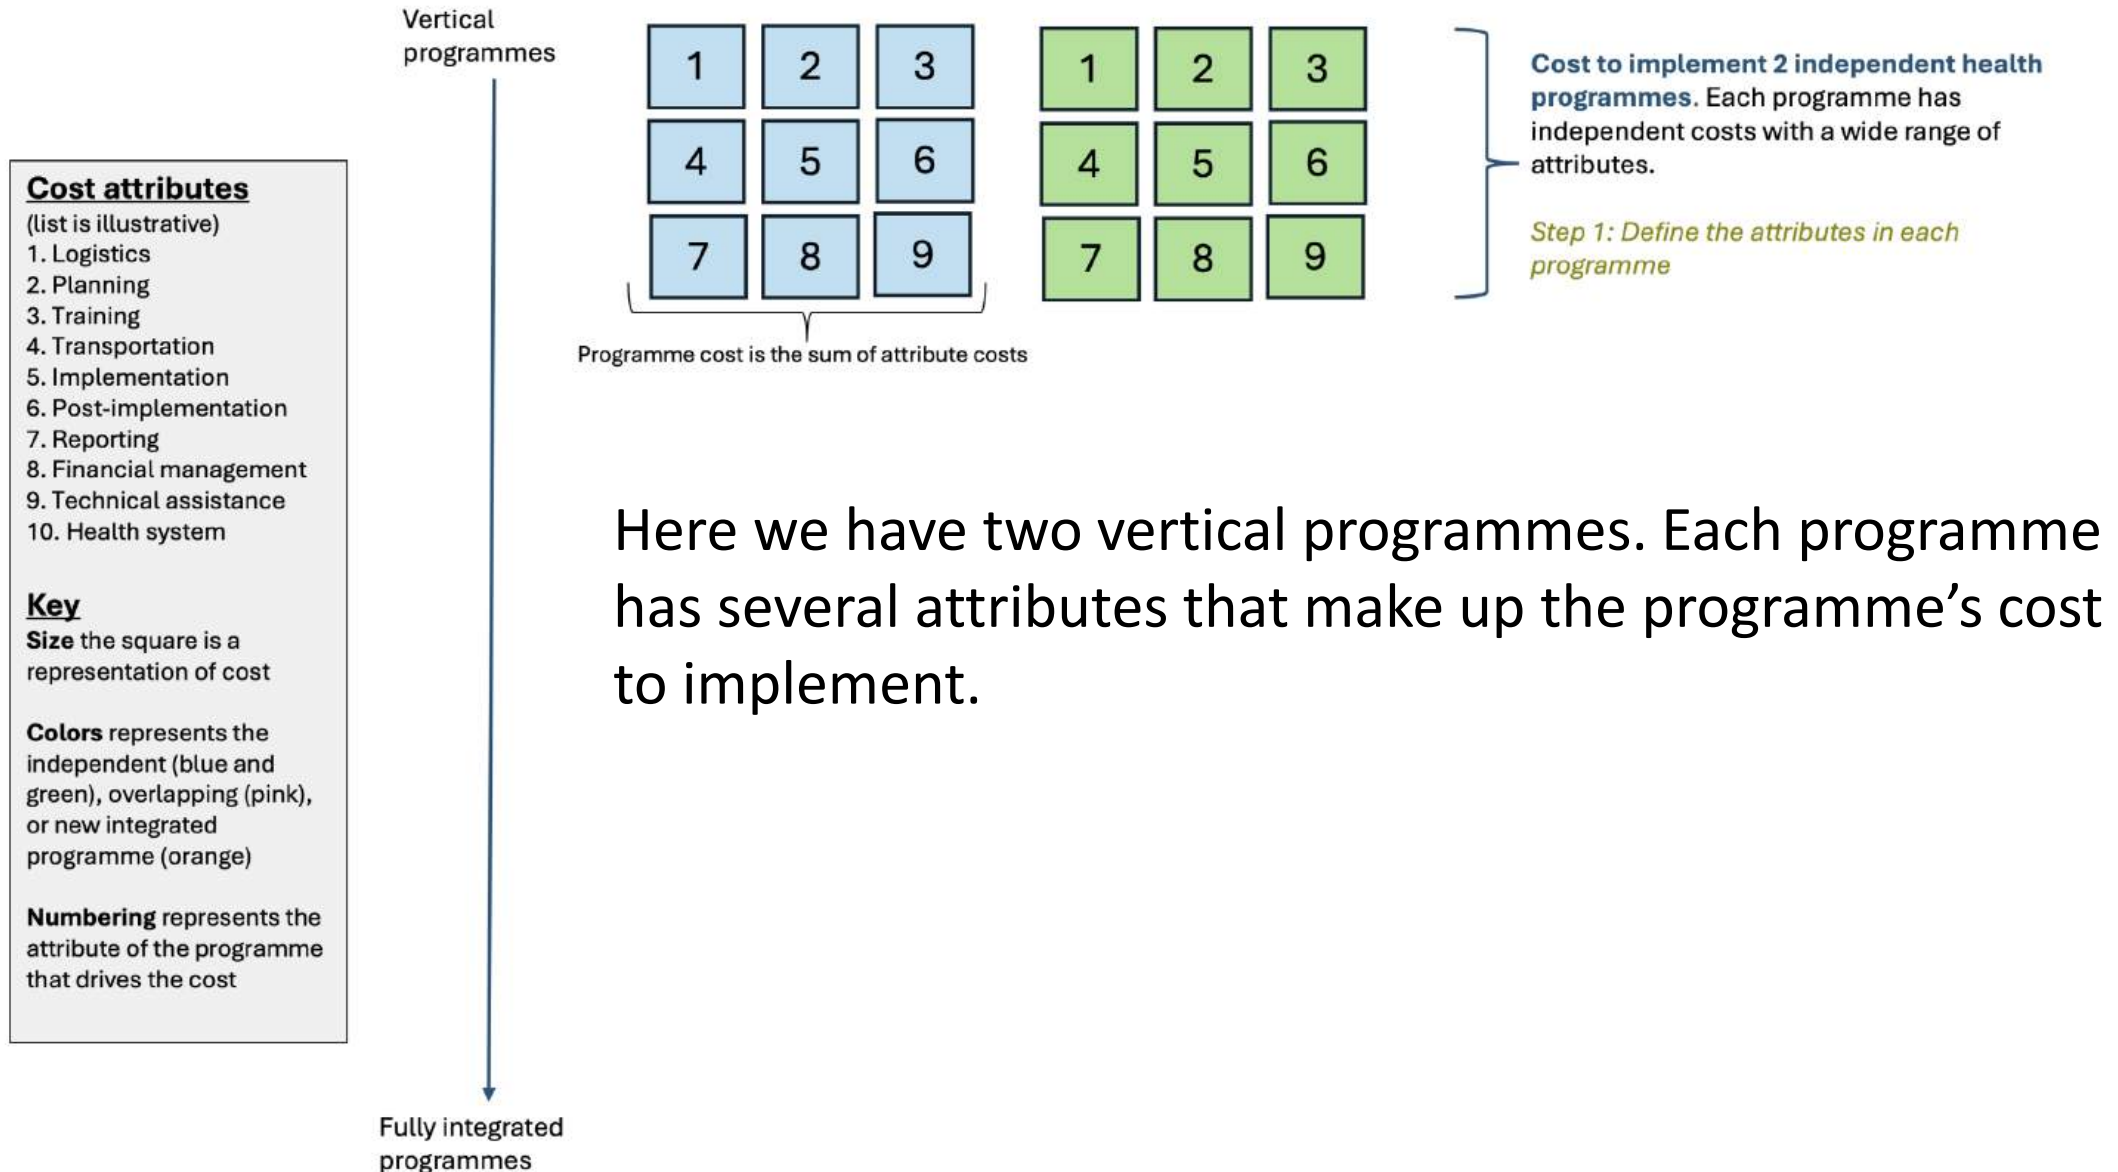 Vertical
programmes
1 2 3
4 5 6
7 8 9
1 2 3
4 5 6
7 8 9
Programme cost is the sum of attribute costs
Cost to implement 2 independent health
programmes. Each programme has
independent costs with a wide range of
attributes.
Step 1: Define the attributes in each
programme
Cost attributes
(list is illustrative)
1. Logistics
2. Planning
3. Training
4. Transportation
5. Implementation
6. Post-implementation
7. Reporting
8. Financial management
9. Technical assistance
10. Health system
Key
Size the square is a
representation of cost
Colors represents the
independent (blue and
green), overlapping (pink),
or new integrated
programme (orange)
Numbering represents the
attribute of the programme
that drives the cost
Here we have two vertical programmes. Each programme
has several attributes that make up the programme’s cost
to implement.
Fully integrated
programmes